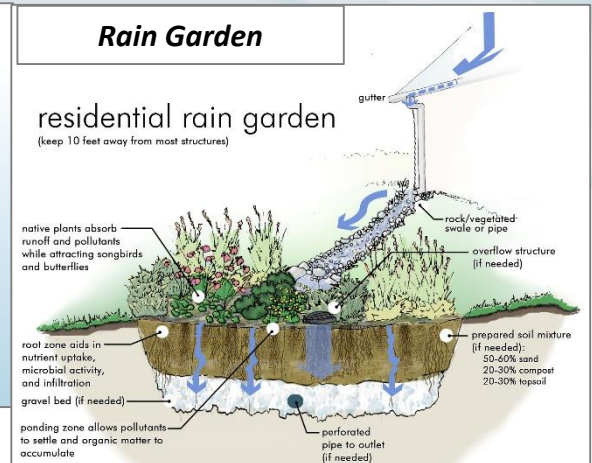 Rain Garden
residential rain garden
(keep 10 feet away from most structures)
gutter
rock/vegetated
swale or pipe
native plants absorb
runoff and pollutants
while attracting songbirds
and butterflies
overflow structure
(if needed)
root zone aids in
nutrient uptake,
microbial activity,
and infiltration
prepared soil mixture
(if needed):
50-60% sand
20-30% compost
20-30% topsoil
gravel bed (if needed)
ponding zone allows pollutants
to settle and organic matter to
accumulate
perforated
pipe to outlet
(if needed)